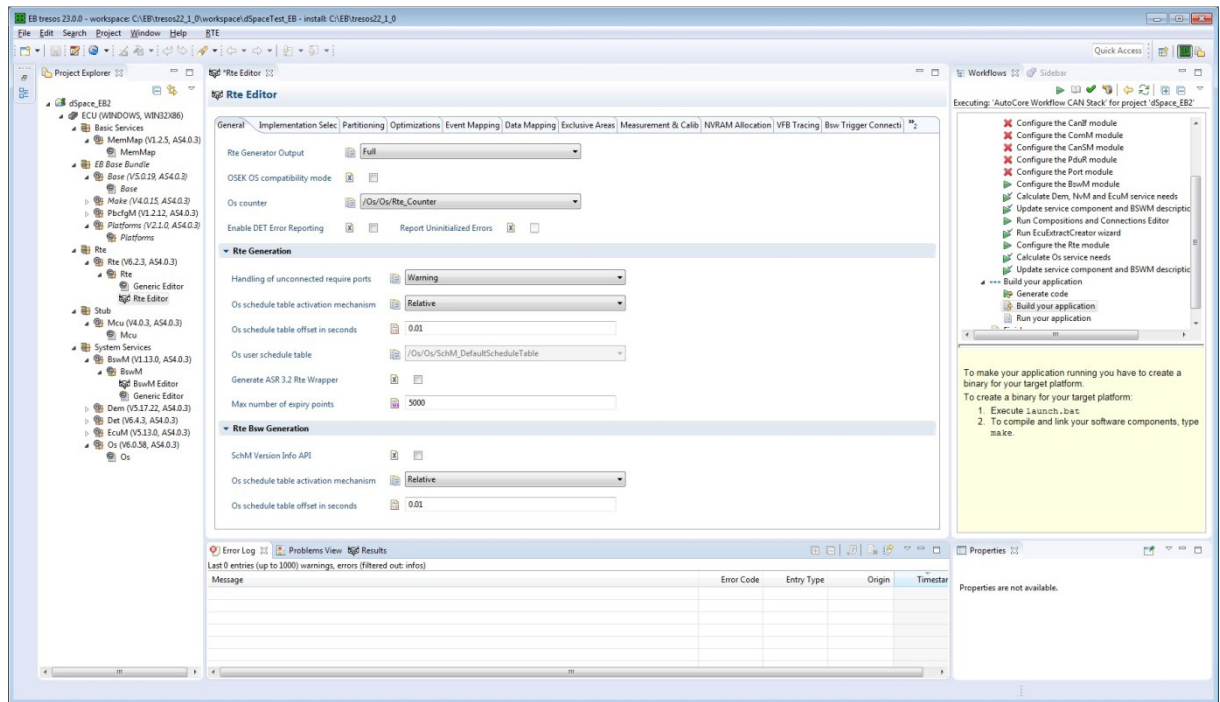 EB tresos 23.0.0 - workspace: C:\EB\tresos22_1_0\workspace\dSpaceTest_EB - install: C:\EB\tresos22_1_0
File Edit Search Project Window Help RTE
Quick Access
Project Explorer
dSpace_EB2
ECU (WINDOWS, WIN32X86)
Basic Services
MemMap (V1.2.5, AS4.0.3)
MemMap
EB Base Bundle
Base (V5.0.19, AS4.0.3)
Base
Make (V4.0.15, AS4.0.3)
PbcfgM (V1.2.12, AS4.0.3)
Platforms (V2.1.0, AS4.0.3)
Platforms
Rte
Rte (V6.2.3, AS4.0.3)
Rte
Generic Editor
Rte Editor
Stub
Mcu (V4.0.3, AS4.0.3)
Mcu
System Services
BswM (V1.13.0, AS4.0.3)
BswM
BswM Editor
Generic Editor
Dem (V5.17.22, AS4.0.3)
Det (V6.4.3, AS4.0.3)
EcuM (V5.13.0, AS4.0.3)
Os (V6.0.58, AS4.0.3)
Os
*Rte Editor
Rte Editor
General Implementation Selec Partitioning Optimizations Event Mapping Data Mapping Exclusive Areas Measurement & Calib NVRAM Allocation VFB Tracing Bsw Trigger Connecti »2
Rte Generator Output Full
OSEK OS compatibility mode
Os counter /Os/Os/Rte_Counter
Enable DET Error Reporting Report Uninitialized Errors
Rte Generation
Handling of unconnected require ports Warning
Os schedule table activation mechanism Relative
Os schedule table offset in seconds 0.01
Os user schedule table /Os/Os/SchM_DefaultScheduleTable
Generate ASR 3.2 Rte Wrapper
Max number of expiry points 5000
Rte Bsw Generation
SchM Version Info API
Os schedule table activation mechanism Relative
Os schedule table offset in seconds 0.01
Error Log Problems View Results
Last 0 entries (up to 1000) warnings, errors (filtered out: infos)
Message Error Code Entry Type Origin Timestar
Workflows Sidebar
Executing: 'AutoCore Workflow CAN Stack' for project 'dSpace_EB2'
Configure the CanIf module
Configure the ComM module
Configure the CanSM module
Configure the PduR module
Configure the Port module
Configure the BswM module
Calculate Dem, NvM and EcuM service needs
Update service component and BSWM descriptic
Run Compositions and Connections Editor
Run EcuExtractCreator wizard
Configure the Rte module
Calculate Os service needs
Update service component and BSWM descriptic
Build your application
Generate code
Build your application
Run your application
To make your application running you have to create a
binary for your target platform.
To create a binary for your target platform:
1. Execute launch.bat
2. To compile and link your software components, type
make.
Properties
Properties are not available.